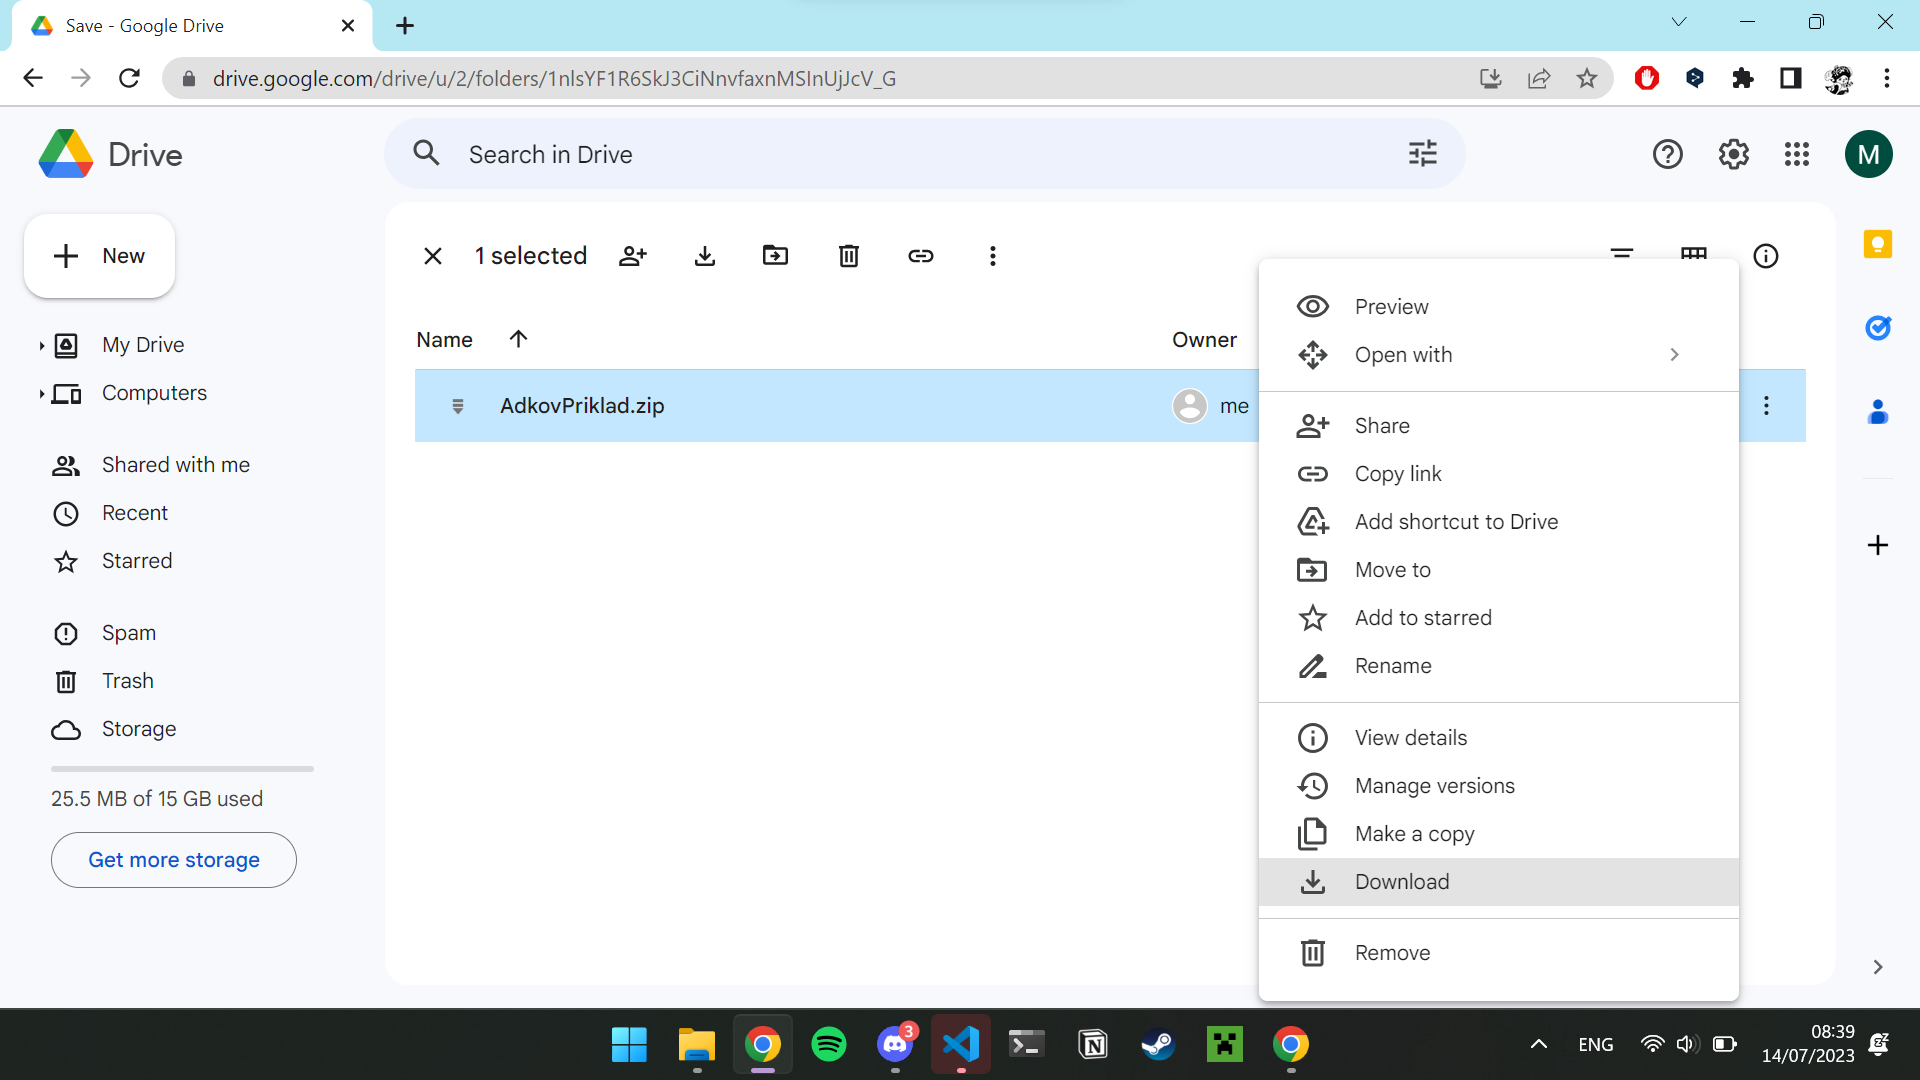 Save - Google Drive
drive.google.com/drive/u/2/folders/1nlsYF1R6SkJ3CiNnvfaxnMSInUjJcV_G
Drive
Search in Drive
M
New
1 selected
My Drive
Computers
Shared with me
Recent
Starred
Spam
Trash
Storage
25.5 MB of 15 GB used
Get more storage
Name
Owner
AdkovPriklad.zip
me
Preview
Open with
Share
Copy link
Add shortcut to Drive
Move to
Add to starred
Rename
View details
Manage versions
Make a copy
Download
Remove
3
ENG
08:39
14/07/2023